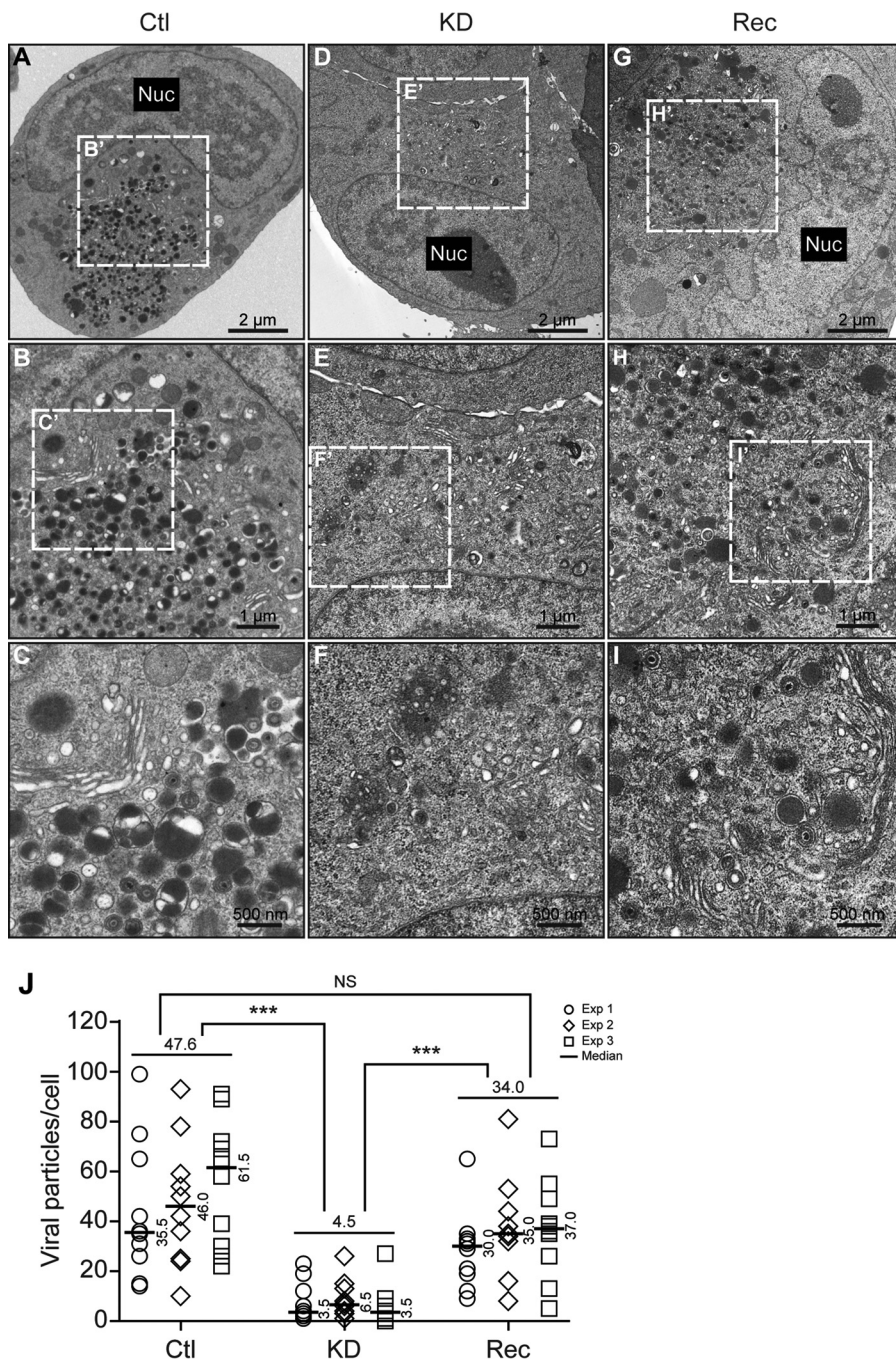 Ctl KD Rec
A D G
Nuc E' H'
B' Nuc Nuc
2 µm 2 µm 2 µm
B E H
C' F' I'
1 µm 1 µm 1 µm
C F I
500 nm 500 nm 500 nm
J
NS
*** ***
Exp 1
Exp 2
Exp 3
Median
Viral particles/cell
120
100
80
60
40
20
0
47.6 4.5 34.0
35.5 46.0 61.5
3.5 6.5 3.5
30.0 35.0 37.0
Ctl KD Rec